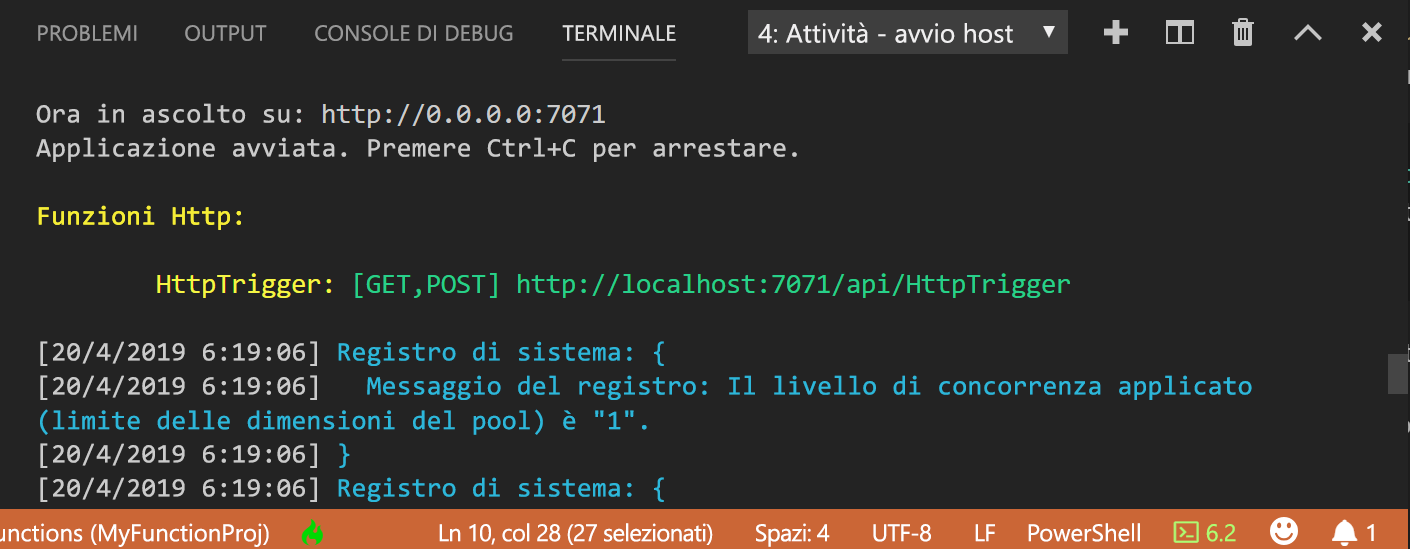 PROBLEMI OUTPUT CONSOLE DI DEBUG TERMINALE 4: Attività - avvio host
Ora in ascolto su: http://0.0.0.0:7071
Applicazione avviata. Premere Ctrl+C per arrestare.
Funzioni Http:
HttpTrigger: [GET,POST] http://localhost:7071/api/HttpTrigger
[20/4/2019 6:19:06] Registro di sistema: {
[20/4/2019 6:19:06] Messaggio del registro: Il livello di concorrenza applicato
(limite delle dimensioni del pool) è "1".
[20/4/2019 6:19:06] }
[20/4/2019 6:19:06] Registro di sistema: {
unctions (MyFunctionProj) Ln 10, col 28 (27 selezionati) Spazi: 4 UTF-8 LF PowerShell 6.2 1